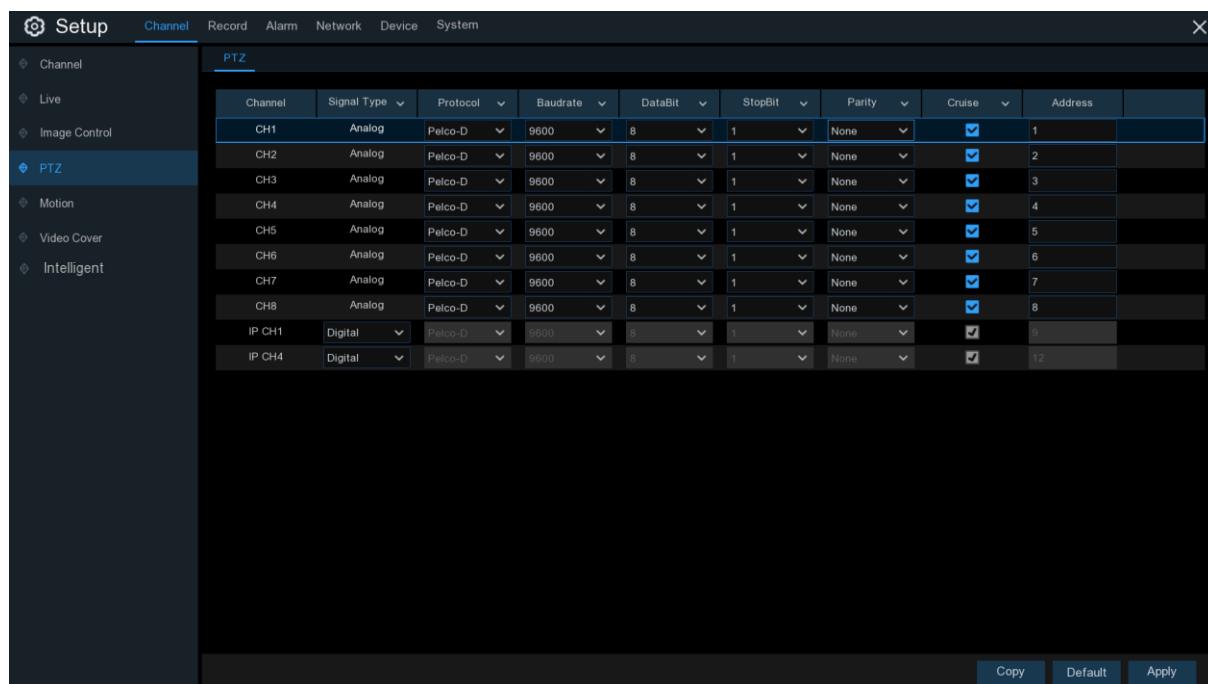 Setup Channel Record Alarm Network Device System
Channel
Live
Image Control
PTZ
Motion
Video Cover
Intelligent
PTZ
Channel Signal Type Protocol Baudrate DataBit StopBit Parity Cruise Address
CH1 Analog Pelco-D 9600 8 1 None 1
CH2 Analog Pelco-D 9600 8 1 None 2
CH3 Analog Pelco-D 9600 8 1 None 3
CH4 Analog Pelco-D 9600 8 1 None 4
CH5 Analog Pelco-D 9600 8 1 None 5
CH6 Analog Pelco-D 9600 8 1 None 6
CH7 Analog Pelco-D 9600 8 1 None 7
CH8 Analog Pelco-D 9600 8 1 None 8
IP CH1 Digital Pelco-D 9600 8 1 None 9
IP CH4 Digital Pelco-D 9600 8 1 None 12
Copy Default Apply